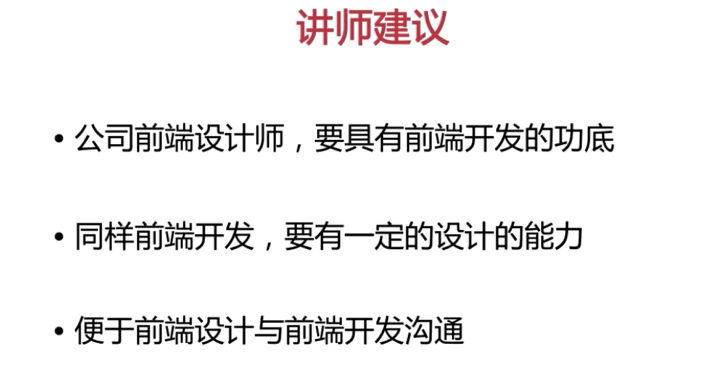 讲师建议
• 公司前端设计师，要具有前端开发的功底
• 同样前端开发，要有一定的设计的能力
• 便于前端设计与前端开发沟通